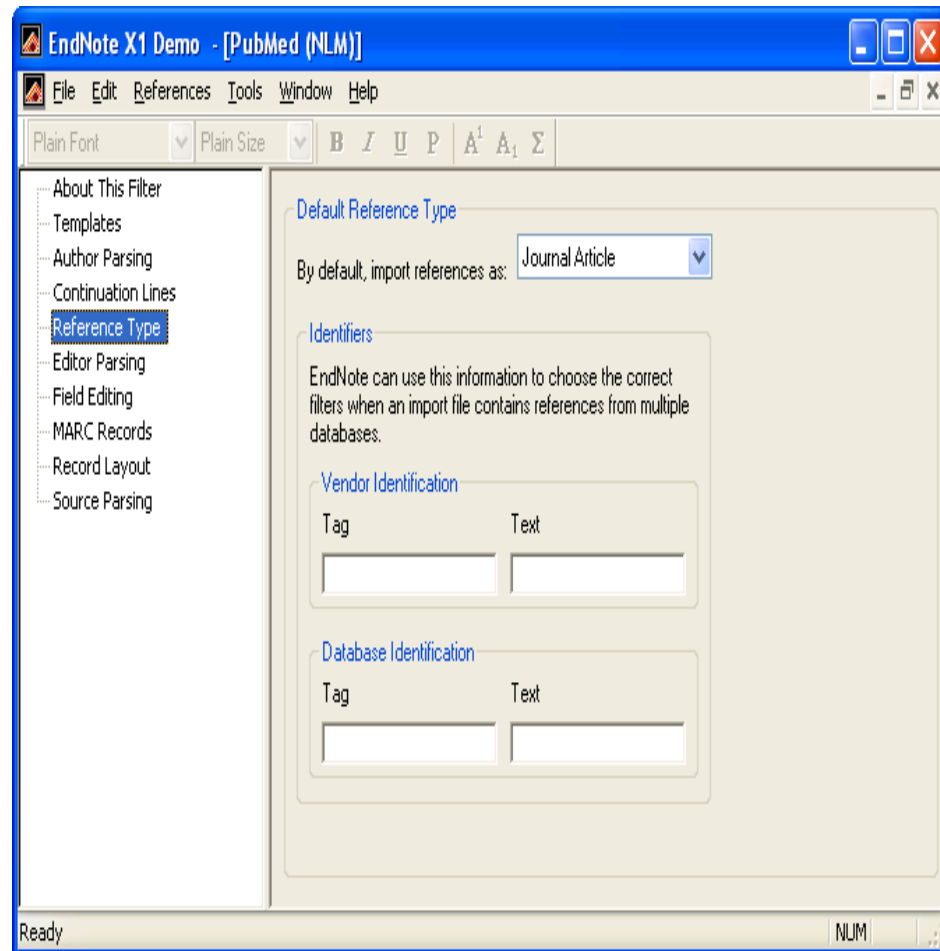 EndNote X1 Demo - [PubMed (NLM)]
File Edit References Tools Window Help
Plain Font Plain Size B I U P A¹ A₁ Σ
About This Filter
Templates
Author Parsing
Continuation Lines
Reference Type
Editor Parsing
Field Editing
MARC Records
Record Layout
Source Parsing
Default Reference Type
By default, import references as: Journal Article
Identifiers
EndNote can use this information to choose the correct
filters when an import file contains references from multiple
databases.
Vendor Identification
Tag Text
Database Identification
Tag Text
Ready NUM